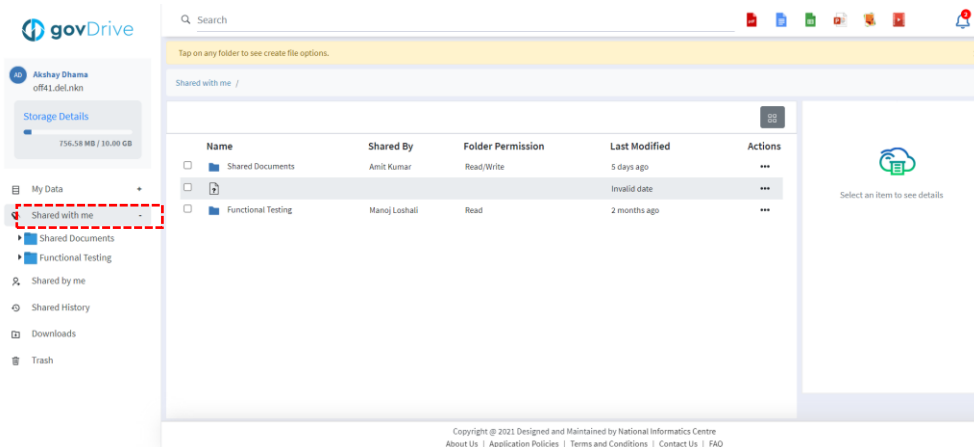 govDrive
Search
3
Tap on any folder to see create file options.
AD
Akshay Dhama
off41.del.nkn
Storage Details
756.58 MB / 10.00 GB
My Data +
Shared with me -
Shared Documents
Functional Testing
Shared by me
Shared History
Downloads
Trash
Shared with me /
Name Shared By Folder Permission Last Modified Actions
Shared Documents Amit Kumar Read/Write 5 days ago •••
? Invalid date •••
Functional Testing Manoj Loshali Read 2 months ago •••
Select an item to see details
Copyright @ 2021 Designed and Maintained by National Informatics Centre
About Us | Application Policies | Terms and Conditions | Contact Us | FAQ